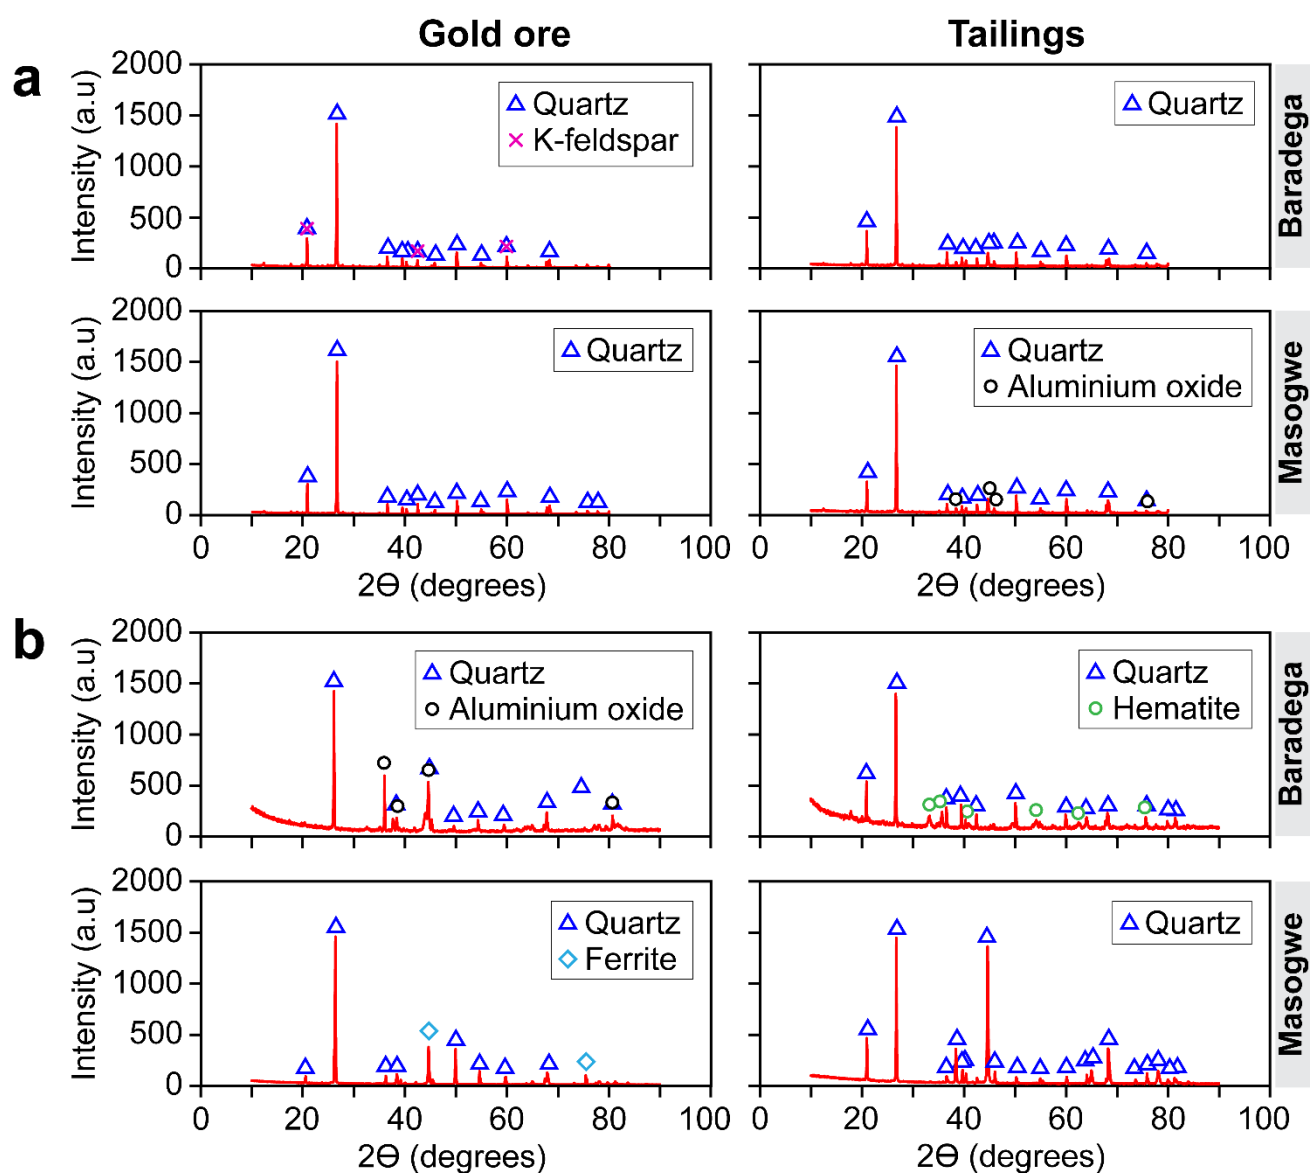 Gold ore
Tailings
a
Intensity (a.u)
2000
1500
1000
500
0
Quartz
K-feldspar
Quartz
Baradega
Intensity (a.u)
2000
1500
1000
500
0
Quartz
Quartz
Aluminium oxide
Masogwe
0 20 40 60 80 100
2Θ (degrees)
0 20 40 60 80 100
2Θ (degrees)
b
Intensity (a.u)
2000
1500
1000
500
0
Quartz
Aluminium oxide
Quartz
Hematite
Baradega
Intensity (a.u)
2000
1500
1000
500
0
Quartz
Ferrite
Quartz
Masogwe
0 20 40 60 80 100
2Θ (degrees)
0 20 40 60 80 100
2Θ (degrees)